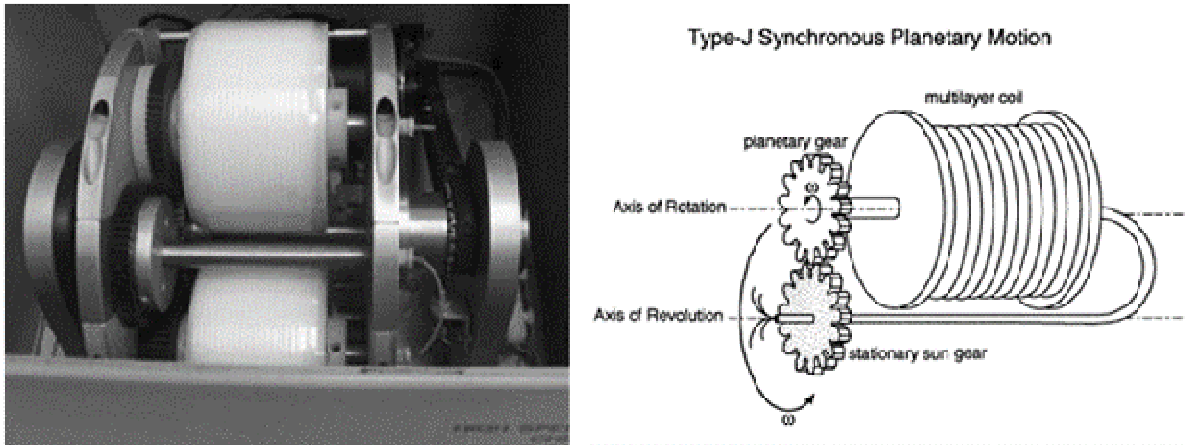 Type-J Synchronous Planetary Motion
multilayer coil
planetary gear
ω
Axis of Rotation
Axis of Revolution
stationary sun gear
ω